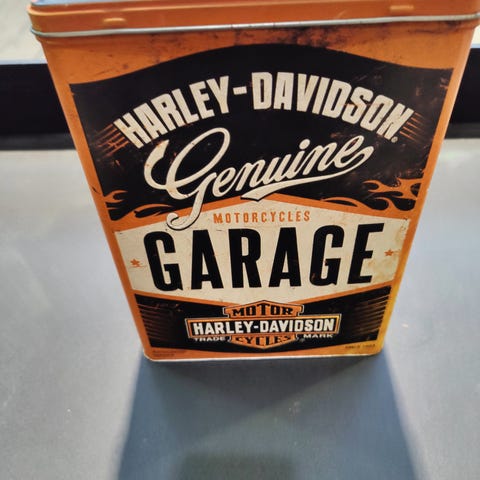 HARLEY-DAVIDSON
Genuine
MOTORCYCLES
GARAGE
MOTOR
HARLEY-DAVIDSON
TRADE MARK
CYCLES